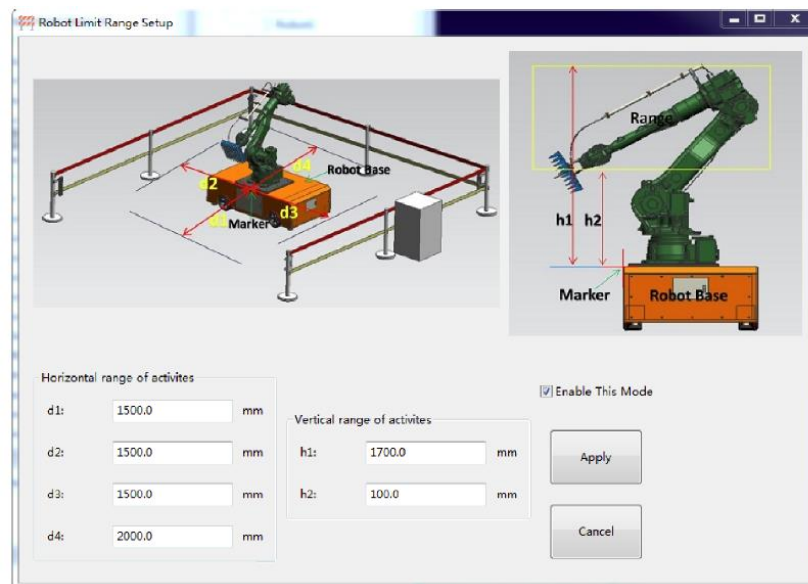 Robot Limit Range Setup
d2
d4
Robot Base
d1
Marker
d3
Range
h1
h2
Marker
Robot Base
Horizontal range of activites
d1: 1500.0 mm
d2: 1500.0 mm
d3: 1500.0 mm
d4: 2000.0 mm
Vertical range of activites
h1: 1700.0 mm
h2: 100.0 mm
Enable This Mode
Apply
Cancel